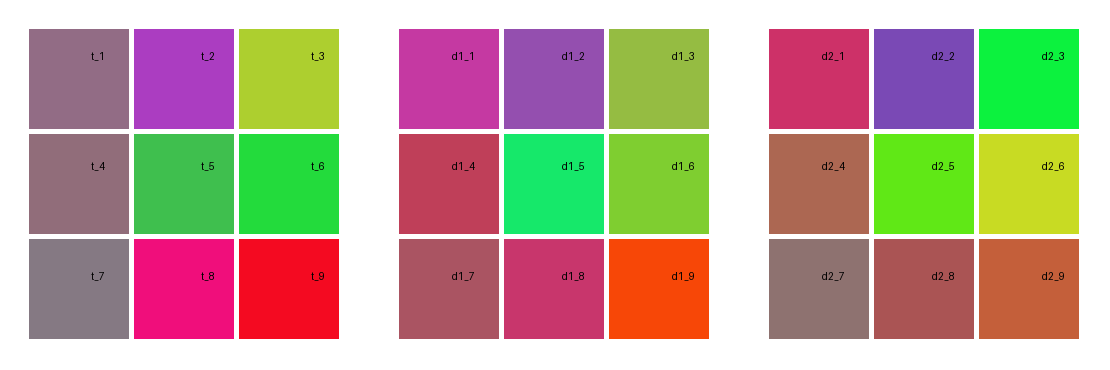 t_1 t_2 t_3 d1_1 d1_2 d1_3 d2_1 d2_2 d2_3
t_4 t_5 t_6 d1_4 d1_5 d1_6 d2_4 d2_5 d2_6
t_7 t_8 t_9 d1_7 d1_8 d1_9 d2_7 d2_8 d2_9